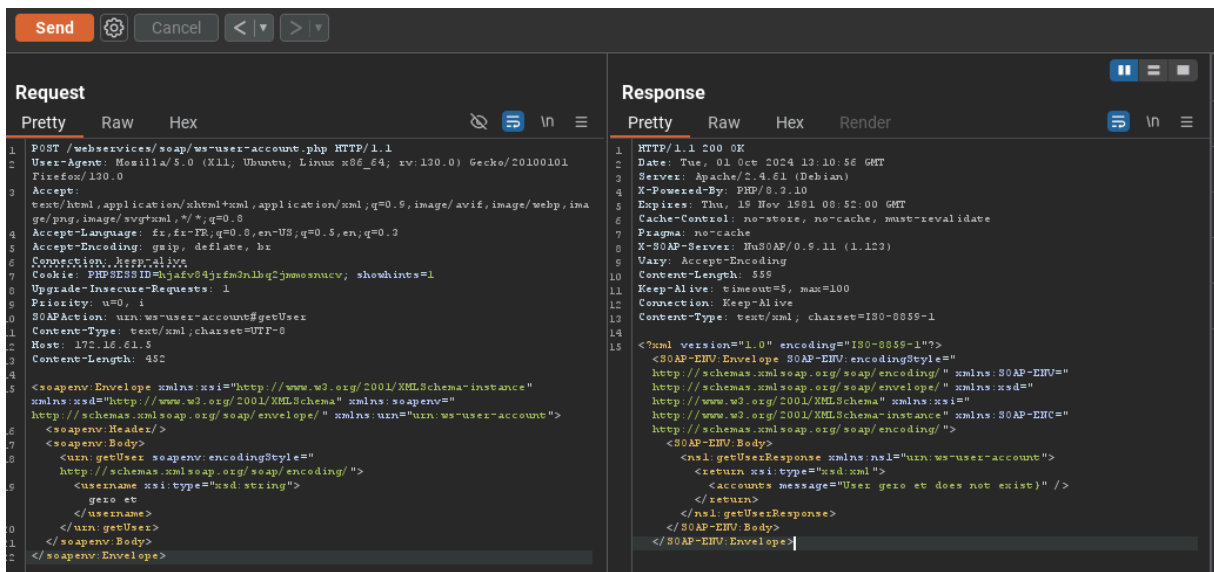 Send
Cancel
Request
Response
Pretty
Raw
Hex
\n
Pretty
Raw
Hex
Render
\n
1 POST /webservices/soap/ws-user-account.php HTTP/1.1
2 User-Agent: Mozilla/5.0 (X11; Ubuntu; Linux x86_64; rv:130.0) Gecko/20100101
Firefox/130.0
3 Accept:
text/html,application/xhtml+xml,application/xml;q=0.9,image/avif,image/webp,ima
ge/png,image/svg+xml,*/*;q=0.8
4 Accept-Language: fr,fr-FR;q=0.8,en-US;q=0.5,en;q=0.3
5 Accept-Encoding: gzip, deflate, br
6 Connection: keep-alive
7 Cookie: PHPSESSID=hjafv84jrfm3nlbq2jmmosnucv; showhints=1
8 Upgrade-Insecure-Requests: 1
9 Priority: u=0, i
0 SOAPAction: urn:ws-user-account#getUser
1 Content-Type: text/xml;charset=UTF-8
2 Host: 172.16.61.5
3 Content-Length: 452
4
5 <soapenv:Envelope xmlns:xsi="http://www.w3.org/2001/XMLSchema-instance"
xmlns:xsd="http://www.w3.org/2001/XMLSchema" xmlns:soapenv="
http://schemas.xmlsoap.org/soap/envelope/" xmlns:urn="urn:ws-user-account">
6 <soapenv:Header/>
7 <soapenv:Body>
8 <urn:getUser soapenv:encodingStyle="
http://schemas.xmlsoap.org/soap/encoding/">
9 <username xsi:type="xsd:string">
gero et
</username>
0 </urn:getUser>
1 </soapenv:Body>
2 </soapenv:Envelope>
1 HTTP/1.1 200 OK
2 Date: Tue, 01 Oct 2024 13:10:56 GMT
3 Server: Apache/2.4.61 (Debian)
4 X-Powered-By: PHP/8.3.10
5 Expires: Thu, 19 Nov 1981 08:52:00 GMT
6 Cache-Control: no-store, no-cache, must-revalidate
7 Pragma: no-cache
8 X-SOAP-Server: NuSOAP/0.9.11 (1.123)
9 Vary: Accept-Encoding
10 Content-Length: 559
11 Keep-Alive: timeout=5, max=100
12 Connection: Keep-Alive
13 Content-Type: text/xml; charset=ISO-8859-1
14
15 <?xml version="1.0" encoding="ISO-8859-1"?>
<SOAP-ENV:Envelope SOAP-ENV:encodingStyle="
http://schemas.xmlsoap.org/soap/encoding/" xmlns:SOAP-ENV="
http://schemas.xmlsoap.org/soap/envelope/" xmlns:xsd="
http://www.w3.org/2001/XMLSchema" xmlns:xsi="
http://www.w3.org/2001/XMLSchema-instance" xmlns:SOAP-ENC="
http://schemas.xmlsoap.org/soap/encoding/">
<SOAP-ENV:Body>
<ns1:getUserResponse xmlns:ns1="urn:ws-user-account">
<return xsi:type="xsd:xml">
<accounts message="User gero et does not exist}" />
</return>
</ns1:getUserResponse>
</SOAP-ENV:Body>
</SOAP-ENV:Envelope>